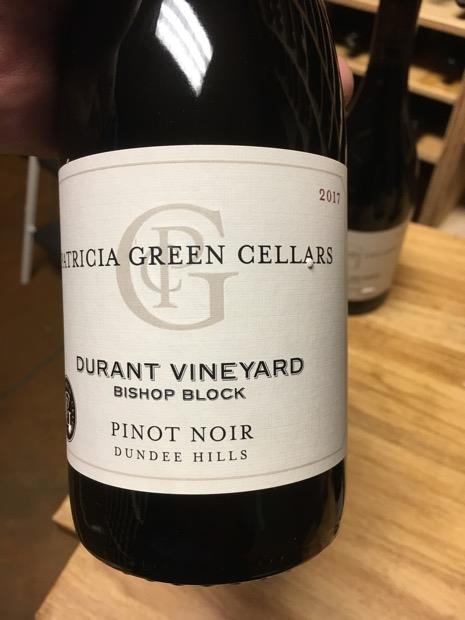 2017
ATRICIA GREEN CELLARS
DURANT VINEYARD
BISHOP BLOCK
PINOT NOIR
DUNDEE HILLS